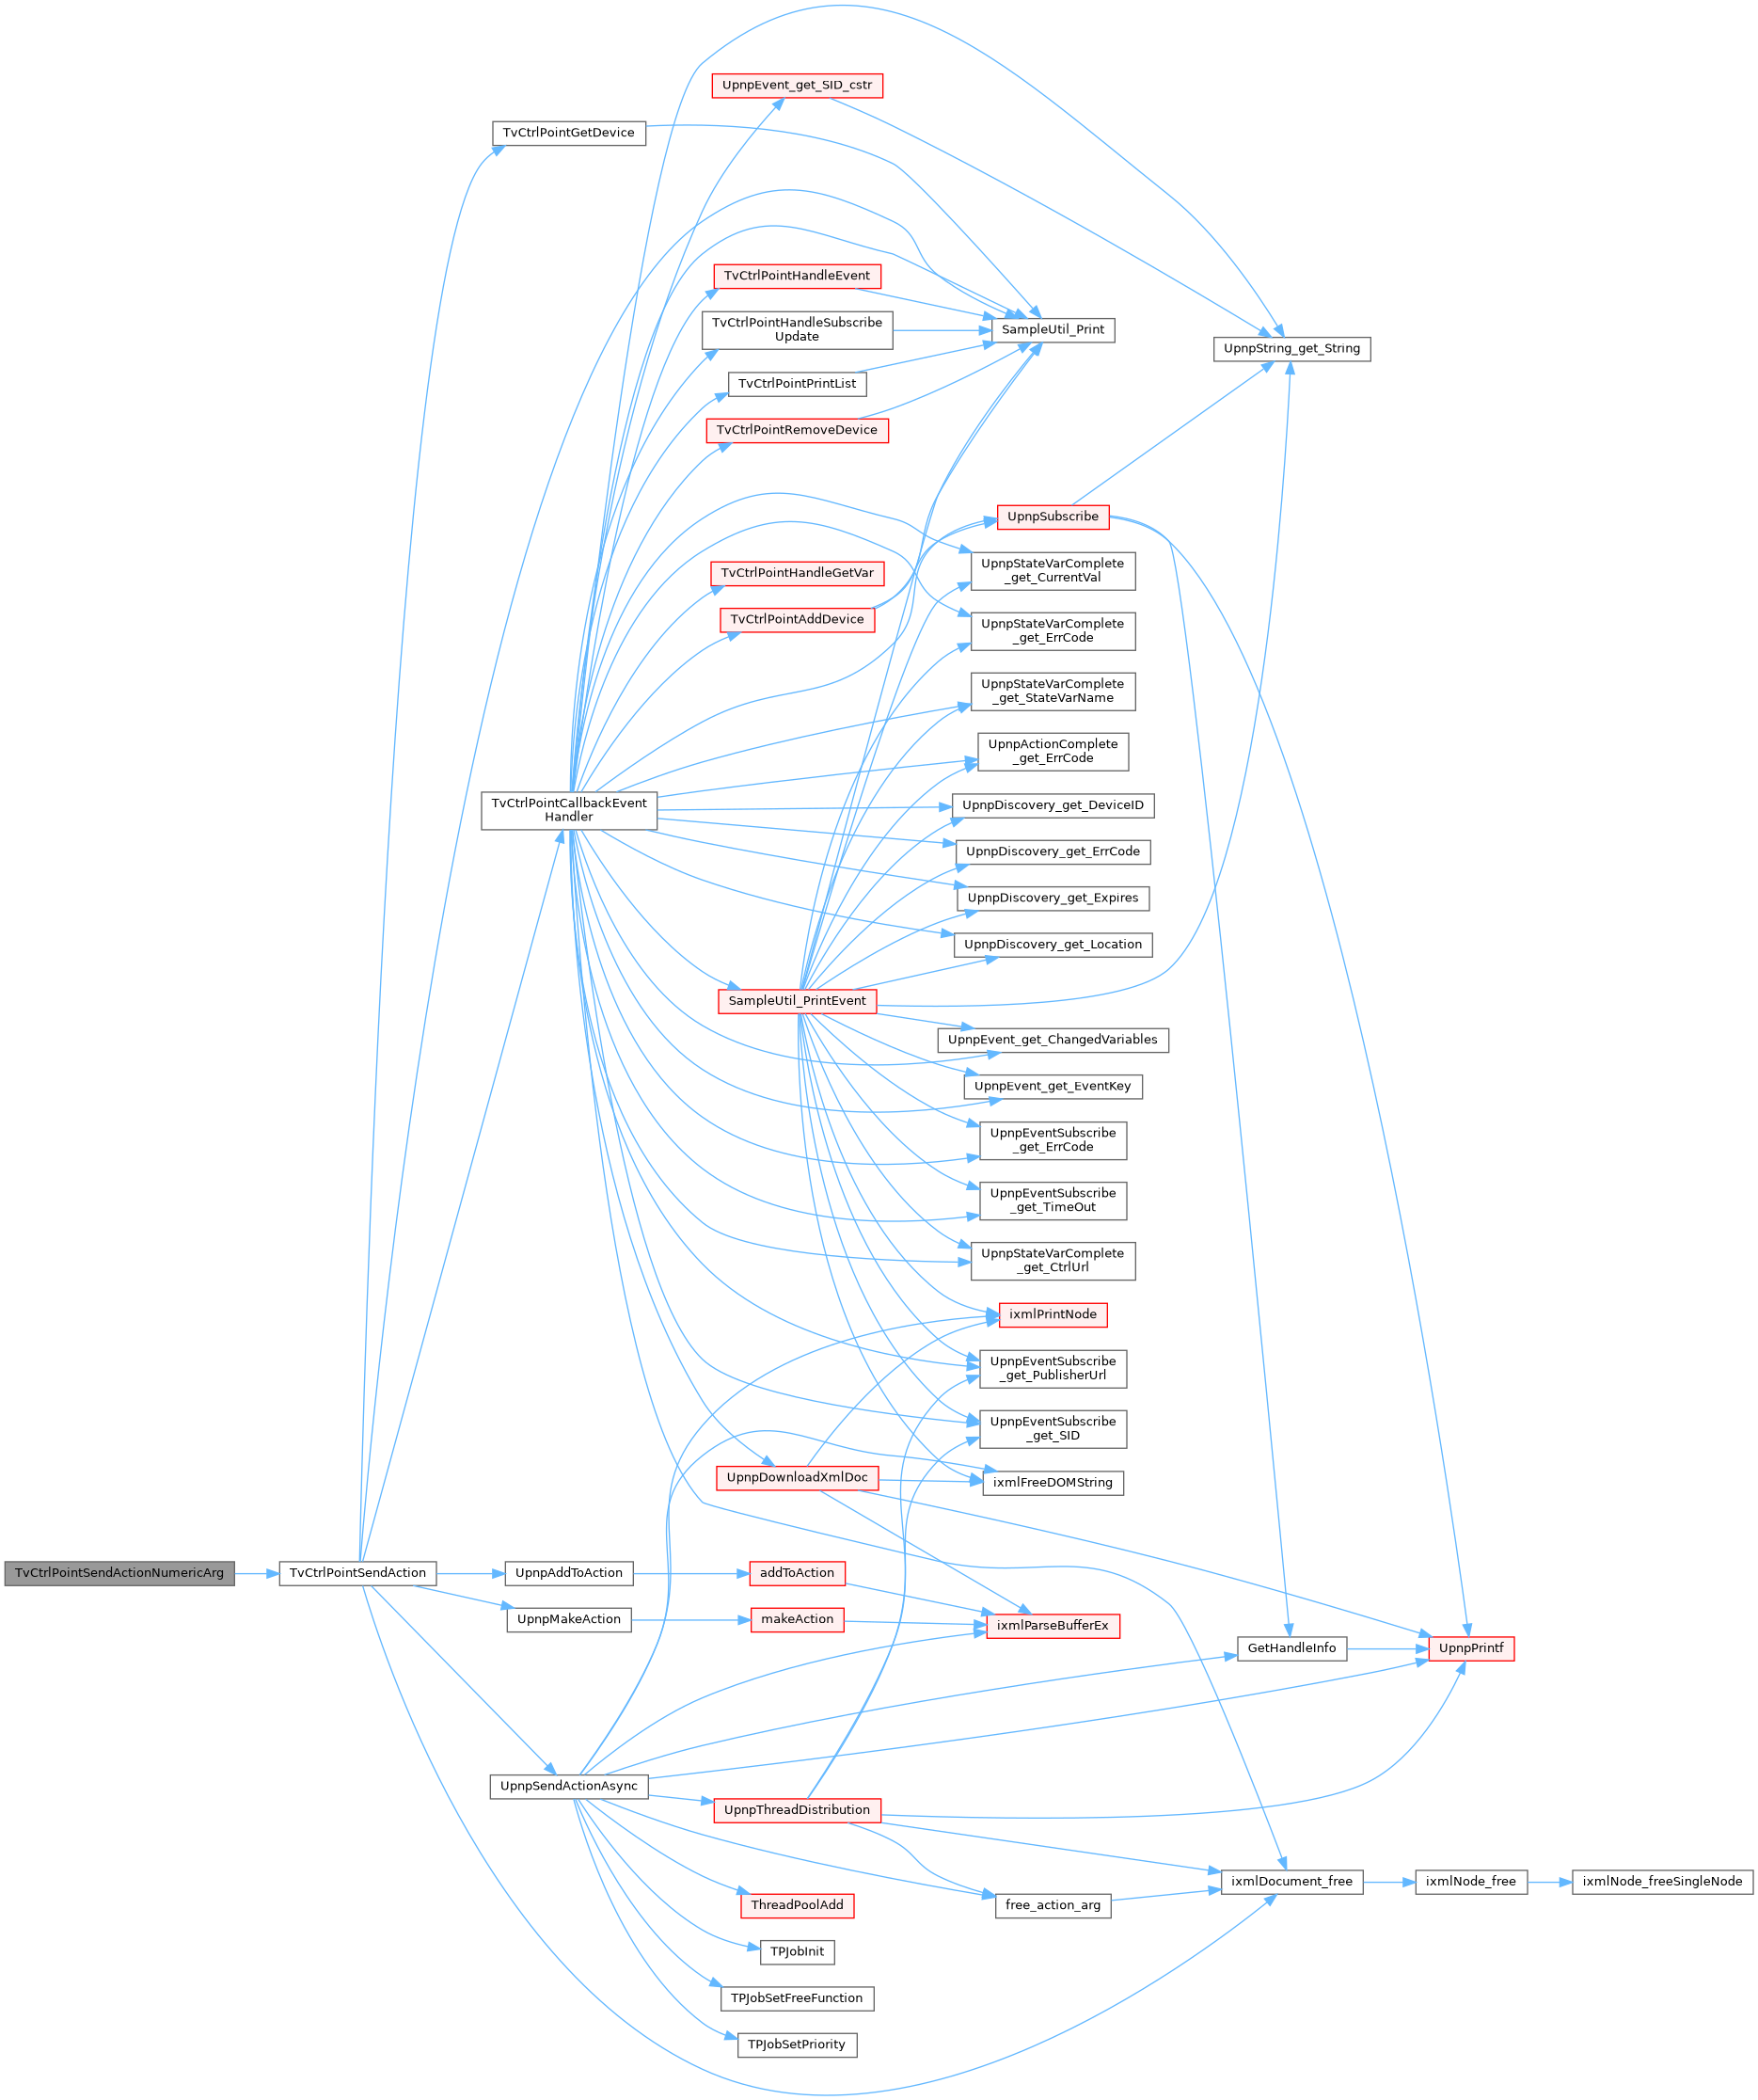 UpnpEvent_get_SID_cstr
TvCtrlPointGetDevice
TvCtrlPointHandleEvent
TvCtrlPointHandleSubscribe
Update
SampleUtil_Print
UpnpString_get_String
TvCtrlPointPrintList
TvCtrlPointRemoveDevice
UpnpSubscribe
TvCtrlPointHandleGetVar
UpnpStateVarComplete
_get_CurrentVal
TvCtrlPointAddDevice
UpnpStateVarComplete
_get_ErrCode
UpnpStateVarComplete
_get_StateVarName
UpnpActionComplete
_get_ErrCode
TvCtrlPointCallbackEvent
Handler
UpnpDiscovery_get_DeviceID
UpnpDiscovery_get_ErrCode
UpnpDiscovery_get_Expires
UpnpDiscovery_get_Location
SampleUtil_PrintEvent
UpnpEvent_get_ChangedVariables
UpnpEvent_get_EventKey
UpnpEventSubscribe
_get_ErrCode
UpnpEventSubscribe
_get_TimeOut
UpnpStateVarComplete
_get_CtrlUrl
ixmlPrintNode
UpnpEventSubscribe
_get_PublisherUrl
UpnpEventSubscribe
_get_SID
UpnpDownloadXmlDoc
ixmlFreeDOMString
TvCtrlPointSendActionNumericArg
TvCtrlPointSendAction
UpnpAddToAction
addToAction
UpnpMakeAction
makeAction
ixmlParseBufferEx
GetHandleInfo
UpnpPrintf
UpnpSendActionAsync
UpnpThreadDistribution
ThreadPoolAdd
free_action_arg
ixmlDocument_free
ixmlNode_free
ixmlNode_freeSingleNode
TPJobInit
TPJobSetFreeFunction
TPJobSetPriority